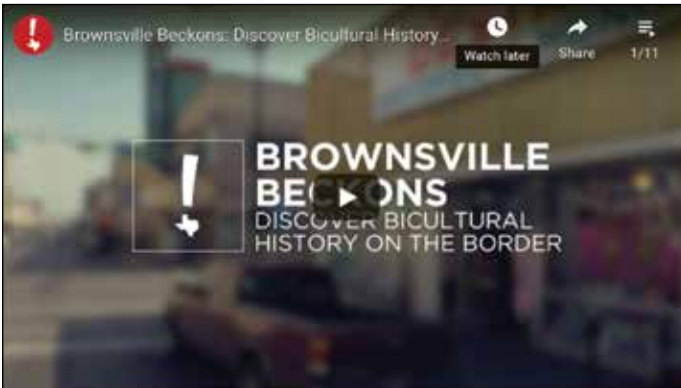 Brownsville Beckons: Discover Bicultural History...
Watch later
Share
1/11
BROWNSVILLE
BECKONS
DISCOVER BICULTURAL
HISTORY ON THE BORDER